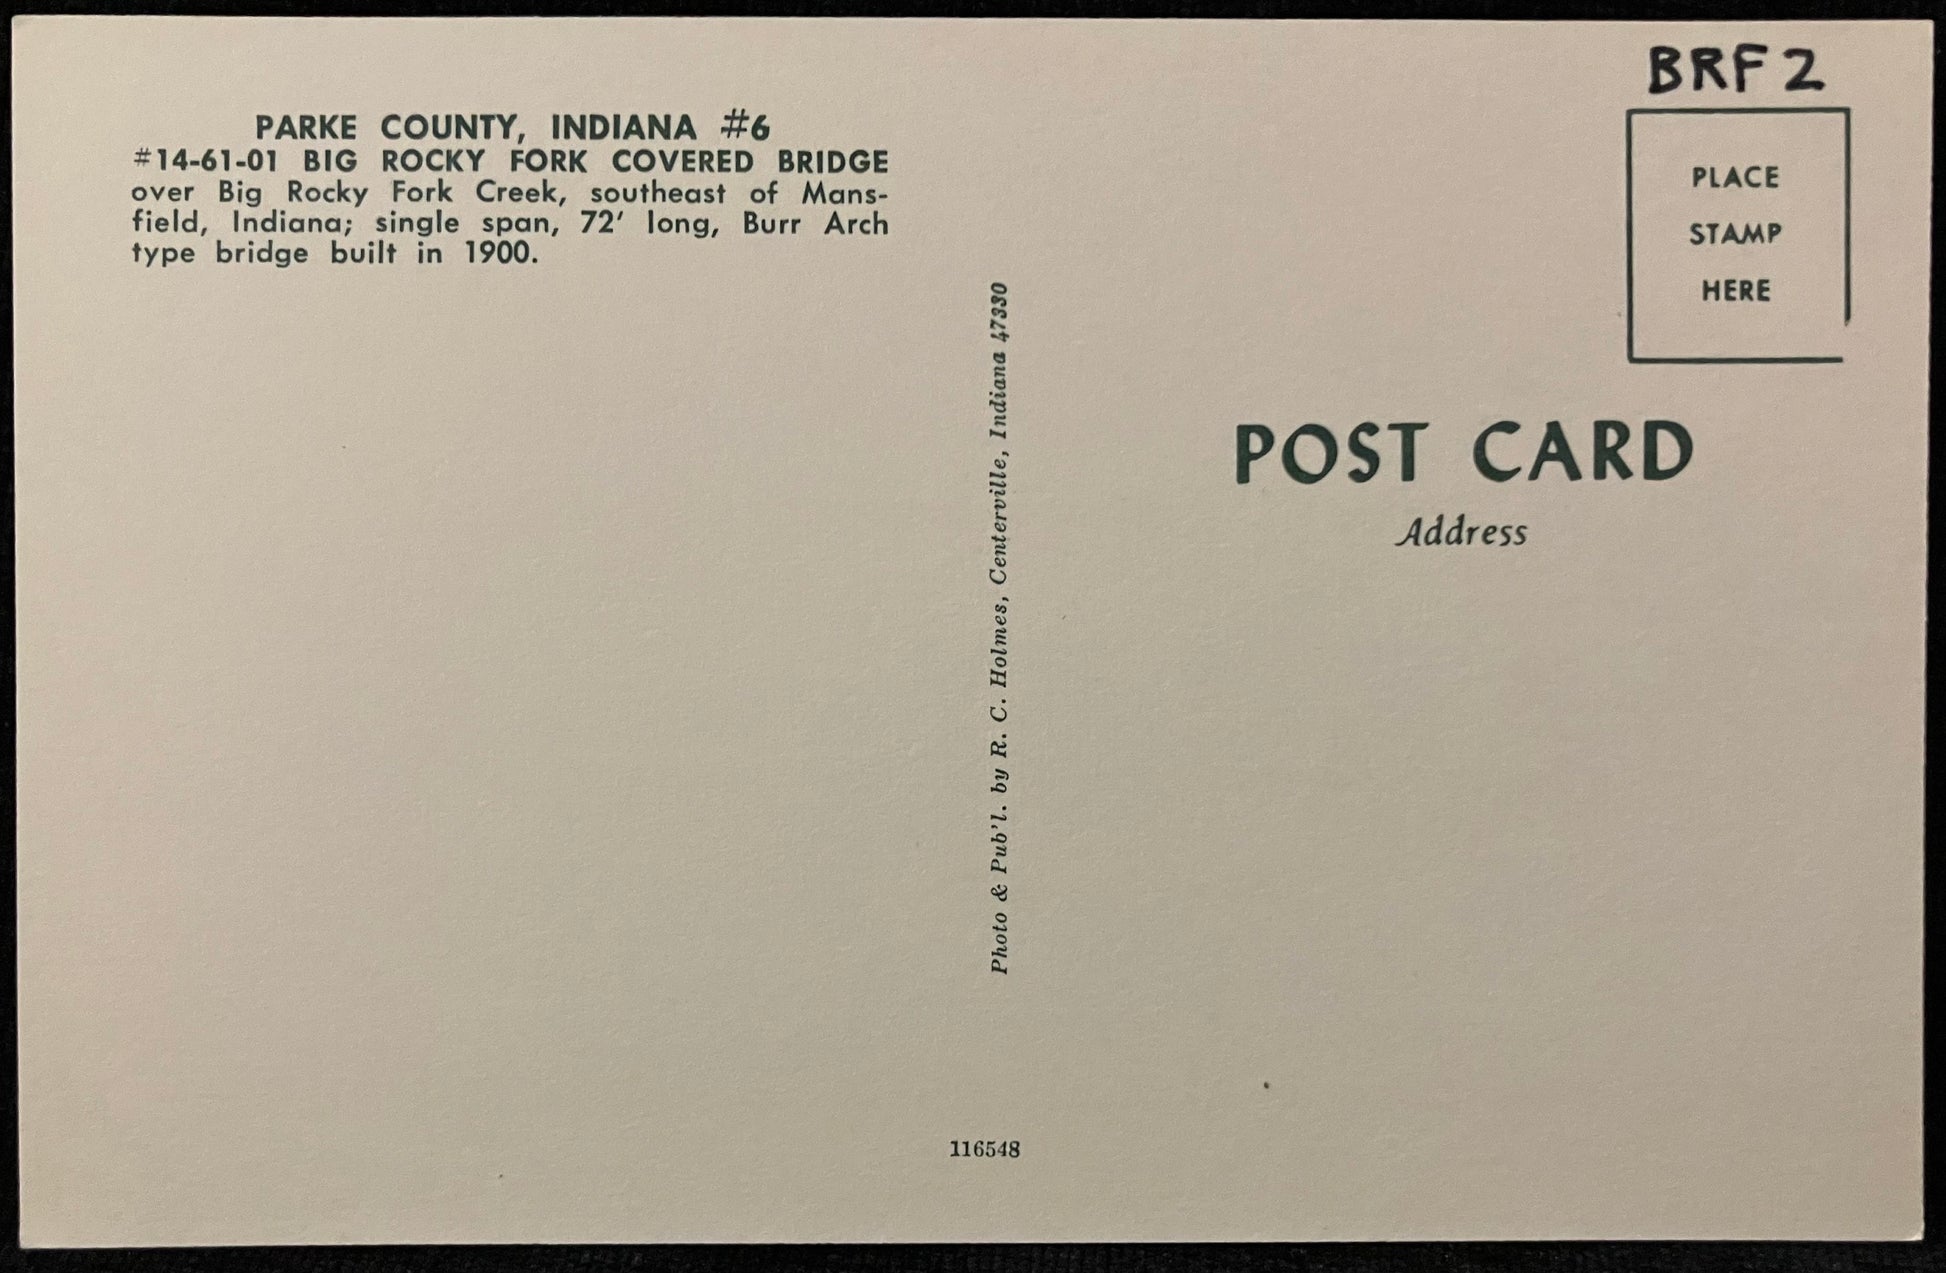 BRF 2
PARKE COUNTY, INDIANA #6
#14-61-01 BIG ROCKY FORK COVERED BRIDGE
over Big Rocky Fork Creek, southeast of Mans-
field, Indiana; single span, 72' long, Burr Arch
type bridge built in 1900.
Photo & Pub'l. by R. C. Holmes, Centerville, Indiana 47330
PLACE
STAMP
HERE
POST CARD
Address
116548